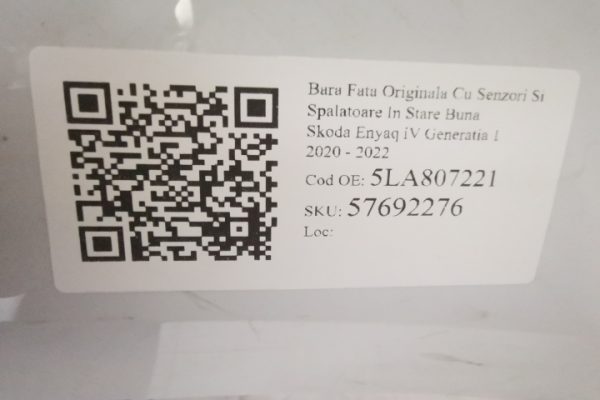 Bara Fata Originala Cu Senzori Si
Spalatoare In Stare Buna
Skoda Enyaq iV Generatia 1
2020 - 2022
Cod OE: 5LA807221
SKU: 57692276
Loc: